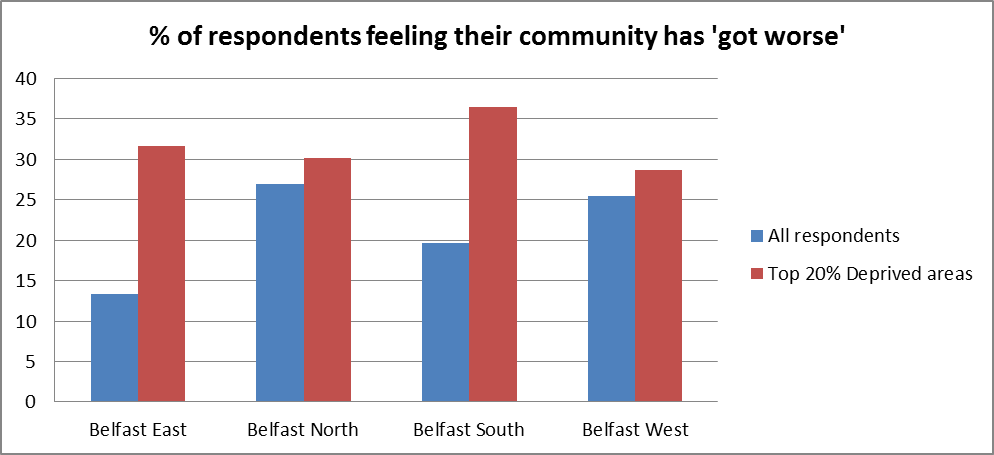 % of respondents feeling their community has 'got worse'
40
35
30
25
20
15
10
5
0
Belfast East
Belfast North
Belfast South
Belfast West
All respondents
Top 20% Deprived areas